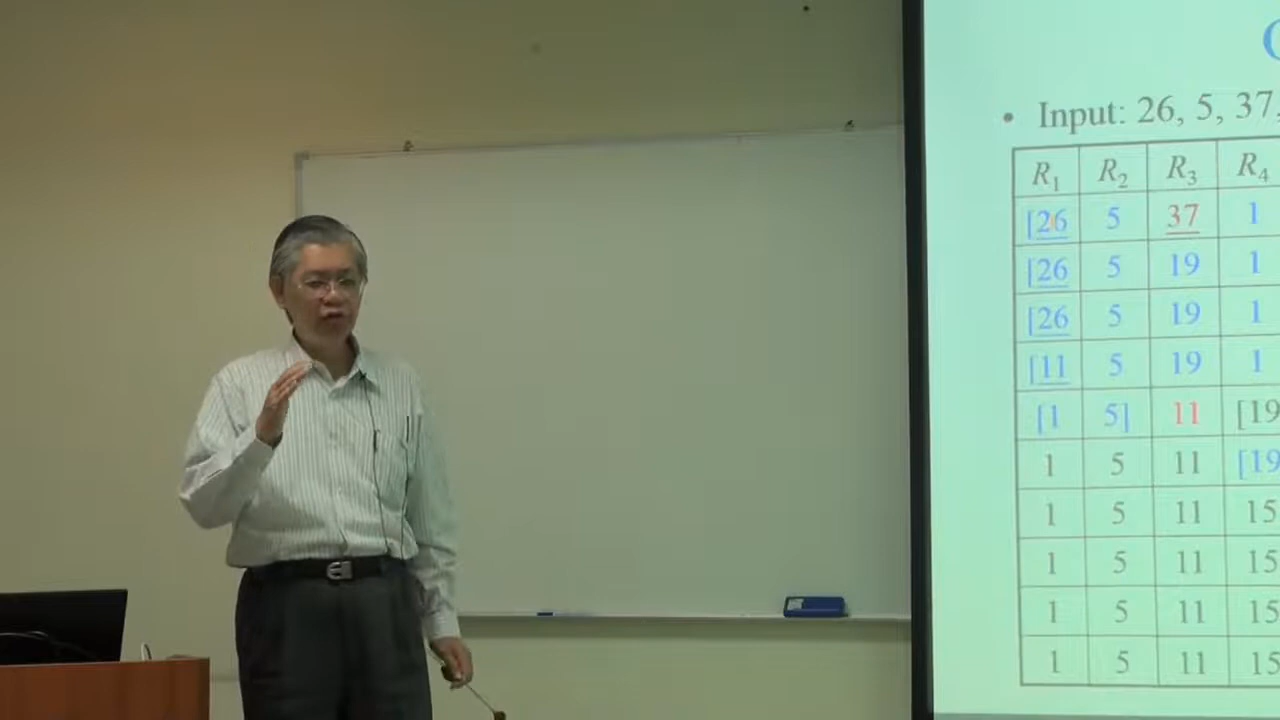 • Input: 26, 5, 37,
R1 R2 R3 R4
[26 5 37 1
[26 5 19 1
[26 5 19 1
[11 5 19 1
[1 5] 11 [19
1 5 11 [19
1 5 11 15
1 5 11 15
1 5 11 15
1 5 11 15